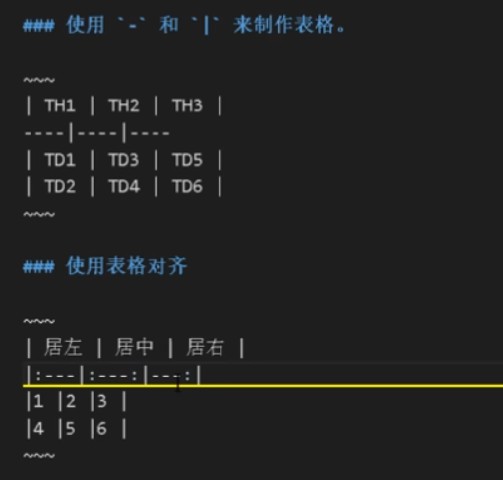 ### 使用 `-` 和 `|` 来制作表格。
~~~
| TH1 | TH2 | TH3 |
----|----|----
| TD1 | TD3 | TD5 |
| TD2 | TD4 | TD6 |
~~~
### 使用表格对齐
~~~
| 居左 | 居中 | 居右 |
|:---|:---:|---:|
|1 |2 |3 |
|4 |5 |6 |
~~~